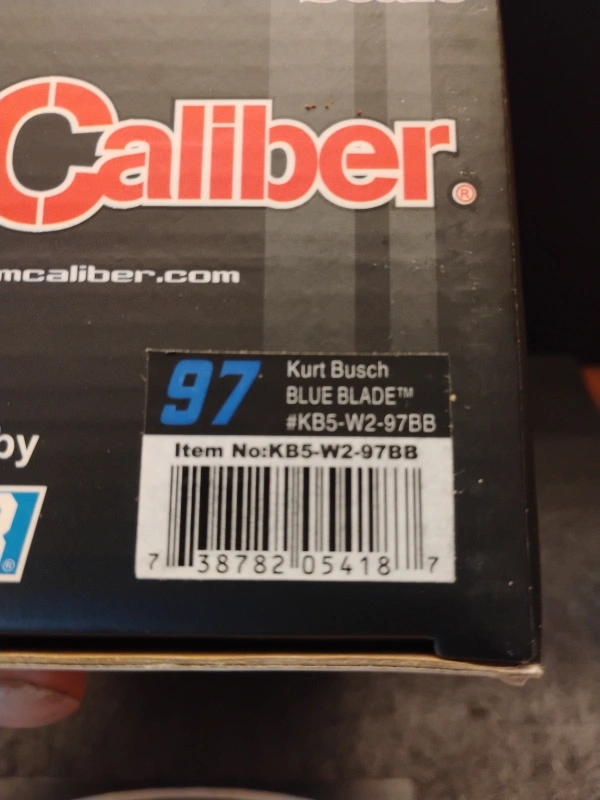 Caliber®
mcaliber.com
97
Kurt Busch
BLUE BLADE™
#KB5-W2-97BB
Item No:KB5-W2-97BB
by
R®
7 38782 05418 7